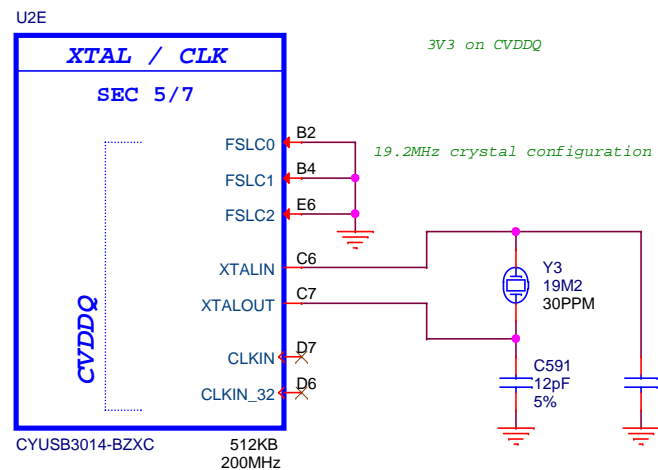 U2E
XTAL / CLK
SEC 5/7
3V3 on CVDDQ
19.2MHz crystal configuration
FSLC0 B2
FSLC1 B4
FSLC2 E6
XTALIN C6
XTALOUT C7
CLKIN D7
CLKIN_32 D6
CVDDQ
Y3
19M2
30PPM
C591
12pF
5%
CYUSB3014-BZXC
512KB
200MHz